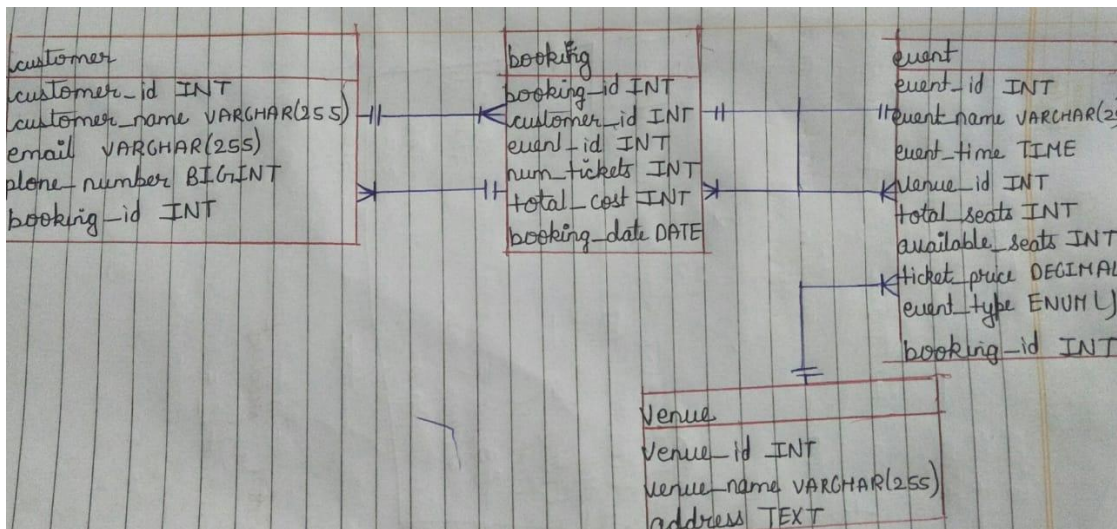 customer
customer_id INT
customer_name VARCHAR(255)
email VARCHAR(255)
phone_number BIGINT
booking_id INT
booking
booking_id INT
customer_id INT
event_id INT
num_tickets INT
total_cost INT
booking_date DATE
event
event_id INT
event_name VARCHAR(2
event_time TIME
venue_id INT
total_seats INT
available_seats INT
ticket_price DECIMAL
event_type ENUM()
booking_id INT
Venue
venue_id INT
venue_name VARCHAR(255)
address TEXT